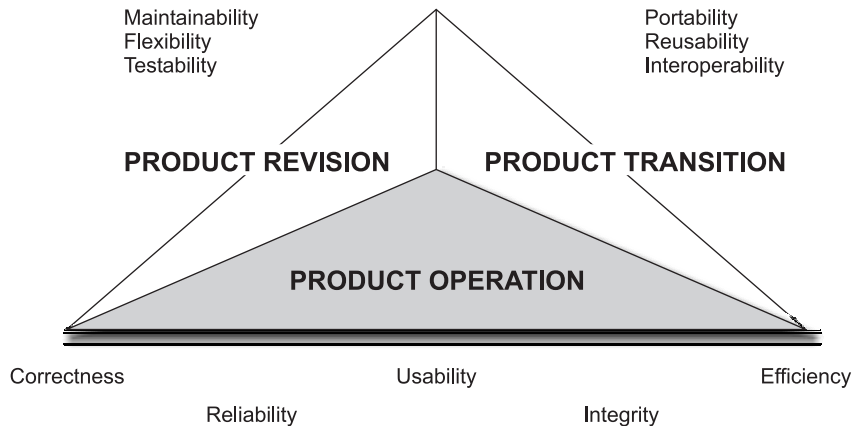 Maintainability
Flexibility
Testability
Portability
Reusability
Interoperability
PRODUCT REVISION
PRODUCT TRANSITION
PRODUCT OPERATION
Correctness
Usability
Efficiency
Reliability
Integrity